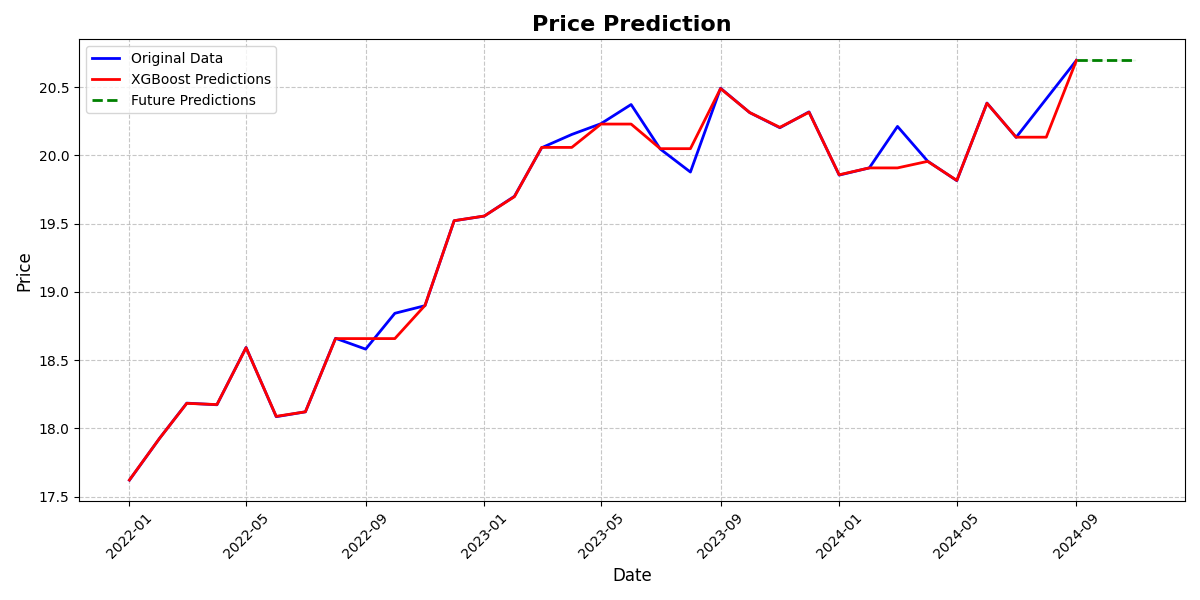 Price Prediction
Original Data
XGBoost Predictions
Future Predictions
Price
20.5
20.0
19.5
19.0
18.5
18.0
17.5
2022-01
2022-05
2022-09
2023-01
2023-05
2023-09
2024-01
2024-05
2024-09
Date